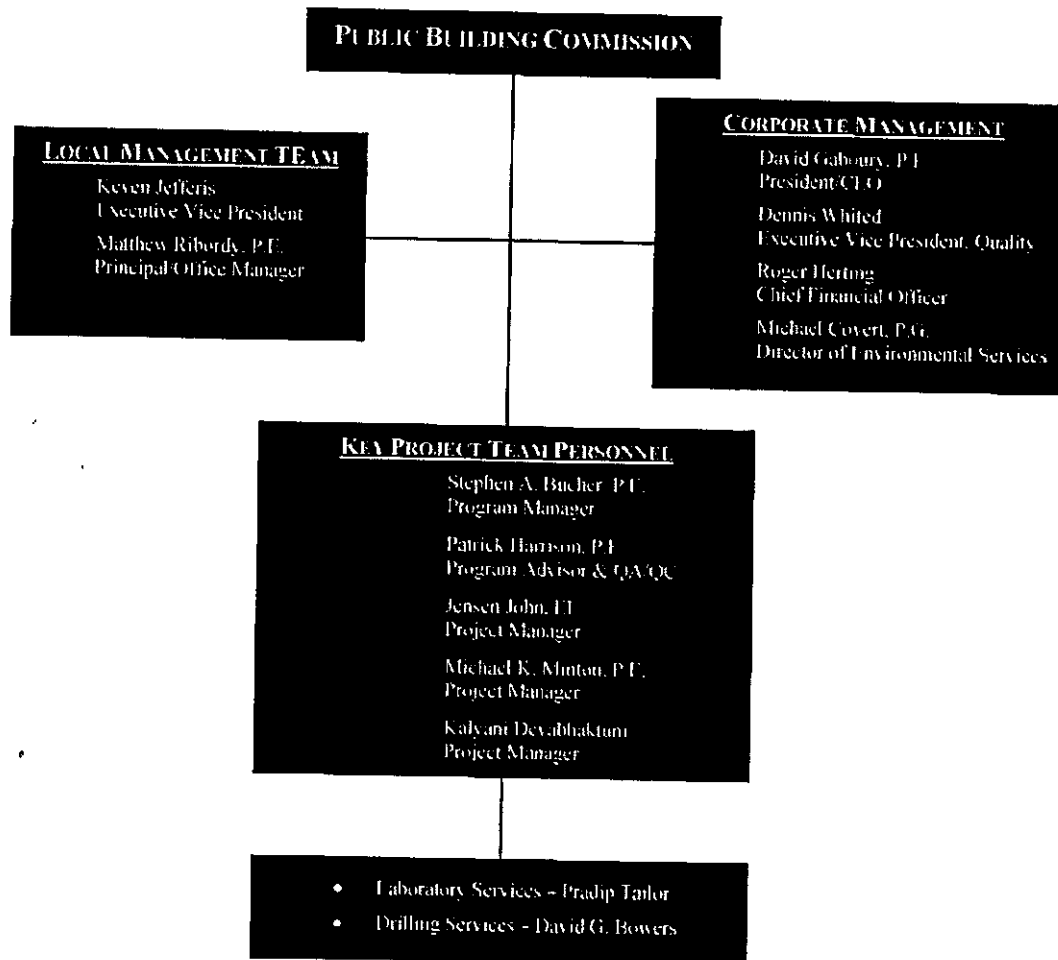 PUBLIC BUILDING COMMISSION
LOCAL MANAGEMENT TEAM
Keven Jefferis
Executive Vice President
Matthew Ribordy, P.E.
Principal/Office Manager
CORPORATE MANAGEMENT
David Gaboury, P.E
President/CEO
Dennis Whited
Executive Vice President, Quality
Roger Herting
Chief Financial Officer
Michael Covert, P.G.
Director of Environmental Services
KEY PROJECT TEAM PERSONNEL
Stephen A. Bucher, P.E.
Program Manager
Patrick Harrison, P.E
Program Advisor & QA/QC
Jensen John, EI
Project Manager
Michael K. Minton, P.E.
Project Manager
Kalyani Devabhaktuni
Project Manager
• Laboratory Services – Pradip Tailor
• Drilling Services – David G. Bowers